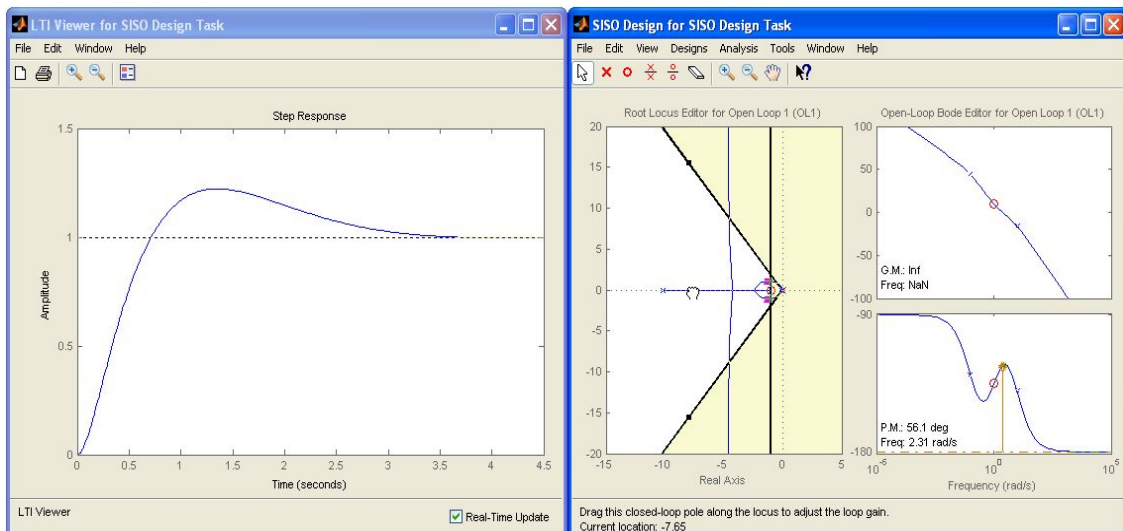 LTI Viewer for SISO Design Task
File Edit Window Help
Step Response
1.5
1
0.5
0
Amplitude
0 0.5 1 1.5 2 2.5 3 3.5 4 4.5
Time (seconds)
LTI Viewer
Real-Time Update
SISO Design for SISO Design Task
File Edit View Designs Analysis Tools Window Help
Root Locus Editor for Open Loop 1 (OL1)
20
15
10
5
0
-5
-10
-15
-20
-15 -10 -5 0 5
Real Axis
Open-Loop Bode Editor for Open Loop 1 (OL1)
100
50
0
-50
-100
G.M.: Inf
Freq: NaN
-90
-180
P.M.: 56.1 deg
Freq: 2.31 rad/s
10-5 100 105
Frequency (rad/s)
Drag this closed-loop pole along the locus to adjust the loop gain.
Current location: -7.65